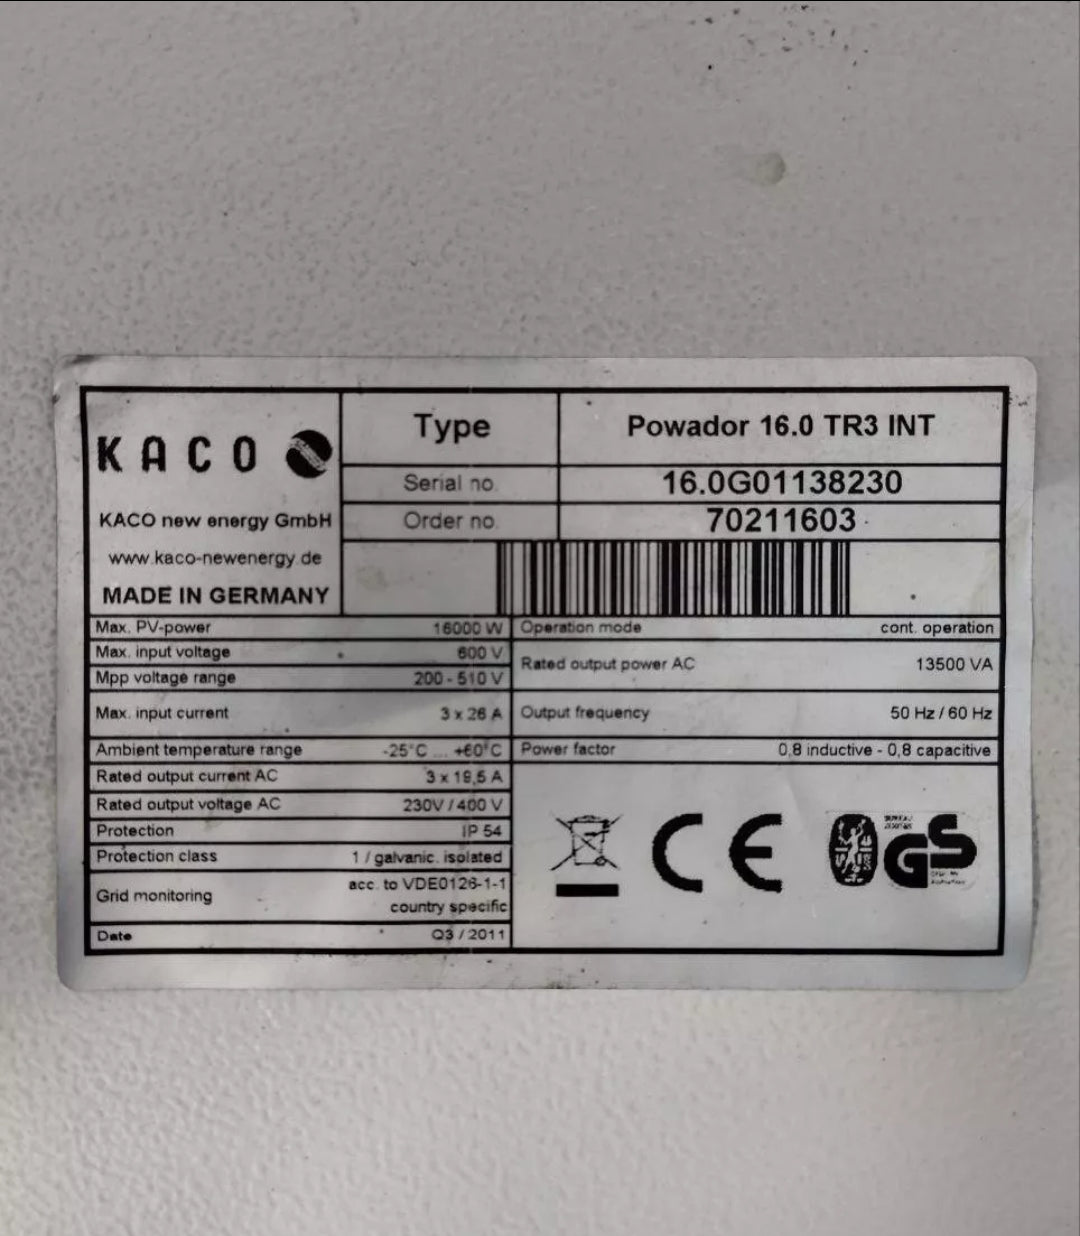 KACO
KACO new energy GmbH
www.kaco-newenergy.de
MADE IN GERMANY
Type Powador 16.0 TR3 INT
Serial no. 16.0G01138230
Order no. 70211603
Max. PV-power 16000 W
Max. input voltage 600 V
Mpp voltage range 200 - 510 V
Max. input current 3 x 26 A
Ambient temperature range -25°C ... +60°C
Rated output current AC 3 x 19,5 A
Rated output voltage AC 230V / 400 V
Protection IP 54
Protection class 1 / galvanic. isolated
Grid monitoring acc. to VDE0126-1-1
country specific
Date Q3 / 2011
Operation mode cont. operation
Rated output power AC 13500 VA
Output frequency 50 Hz / 60 Hz
Power factor 0,8 inductive - 0,8 capacitive
CE
GS